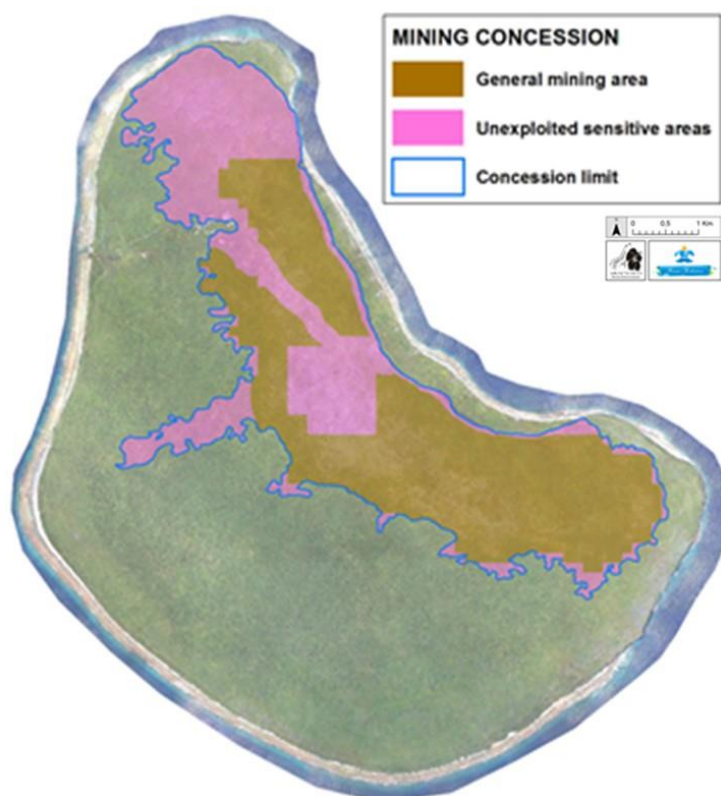 MINING CONCESSION
General mining area
Unexploited sensitive areas
Concession limit
0 0.5 1 Km